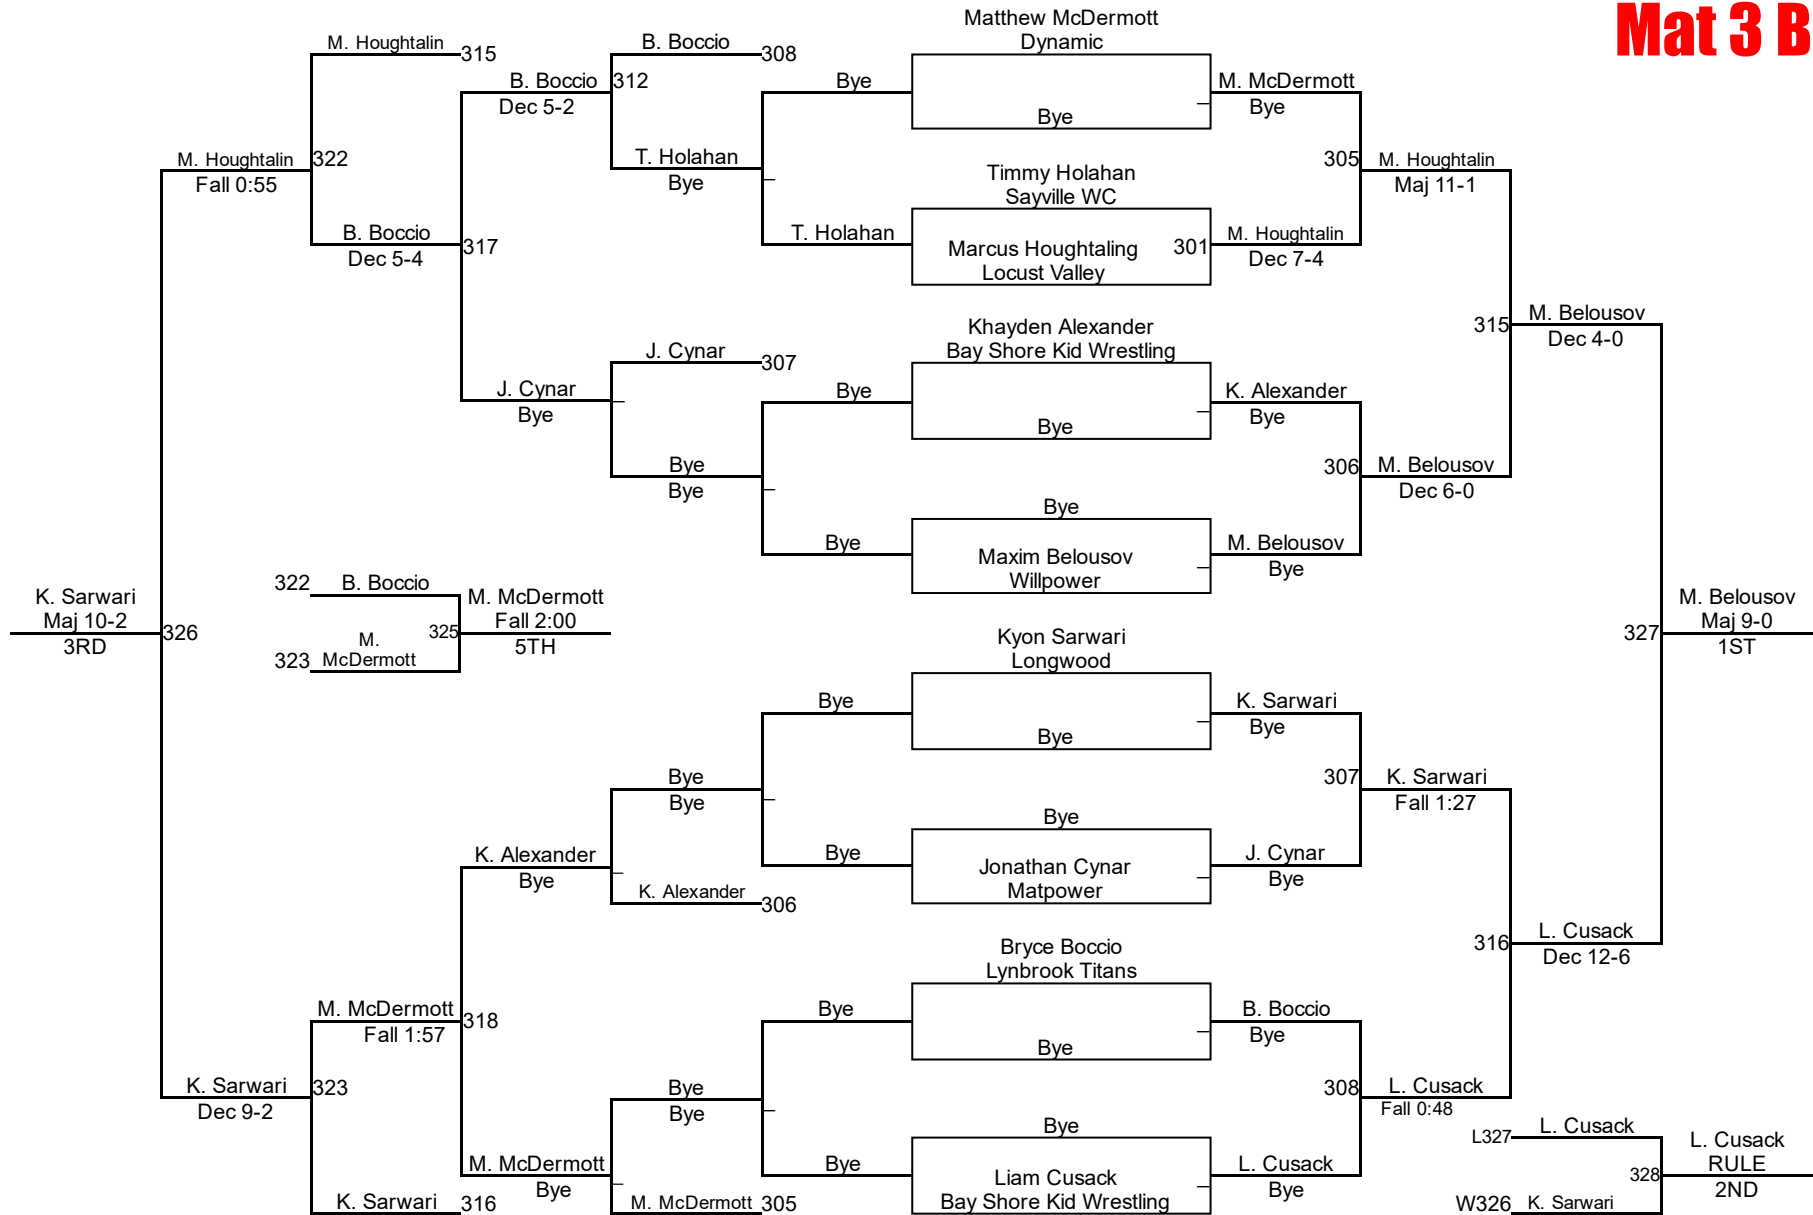 Mat 3 B
Matthew McDermott
Dynamic
M. Houghtalin
315
B. Boccio
308
B. Boccio
312
Dec 5-2
Bye
M. McDermott
Bye
Bye
M. Houghtalin
322
Fall 0:55
T. Holahan
Bye
305
M. Houghtalin
Maj 11-1
Timmy Holahan
Sayville WC
B. Boccio
317
Dec 5-4
T. Holahan
Marcus Houghtaling
Locust Valley
301
M. Houghtalin
Dec 7-4
315
M. Belousov
Dec 4-0
Khayden Alexander
Bay Shore Kid Wrestling
J. Cynar
307
J. Cynar
Bye
Bye
K. Alexander
Bye
Bye
Bye
Bye
306
M. Belousov
Dec 6-0
Bye
Bye
Maxim Belousov
Willpower
M. Belousov
Bye
322
B. Boccio
K. Sarwari
Maj 10-2
3RD
326
M. McDermott
Fall 2:00
5TH
325
323
M.
McDermott
327
M. Belousov
Maj 9-0
1ST
Kyon Sarwari
Longwood
Bye
K. Sarwari
Bye
Bye
Bye
Bye
307
K. Sarwari
Fall 1:27
Bye
K. Alexander
Bye
Bye
Jonathan Cynar
Matpower
J. Cynar
Bye
K. Alexander
306
316
L. Cusack
Dec 12-6
Bryce Boccio
Lynbrook Titans
M. McDermott
318
Fall 1:57
Bye
B. Boccio
Bye
Bye
K. Sarwari
323
Dec 9-2
Bye
Bye
308
L. Cusack
Fall 0:48
Bye
L327
L. Cusack
M. McDermott
Bye
Bye
Liam Cusack
Bay Shore Kid Wrestling
L. Cusack
Bye
328
L. Cusack
RULE
2ND
K. Sarwari
316
M. McDermott
305
W326
K. Sarwari